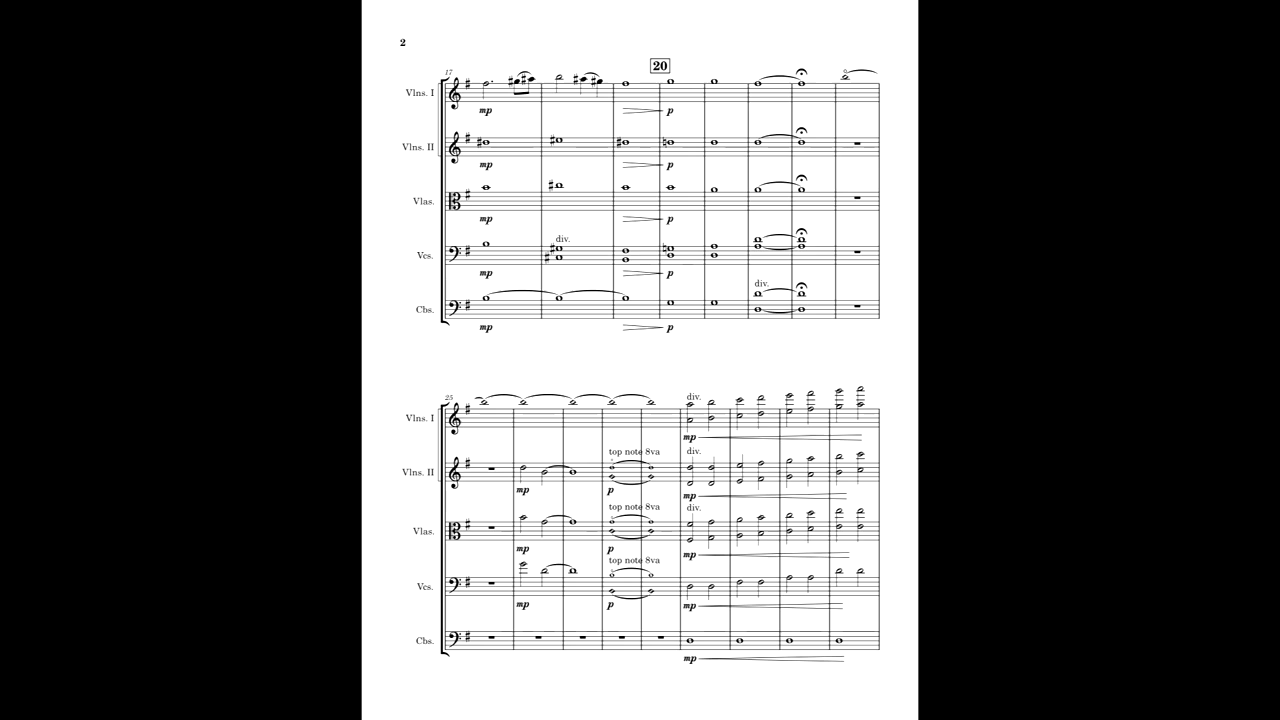 2
20
17
Vlns. I
mp
p
Vlns. II
mp
p
Vlas.
mp
p
div.
Vcs.
mp
p
div.
Cbs.
mp
p
25
div.
Vlns. I
mp
top note 8va
div.
Vlns. II
mp
p
mp
top note 8va
div.
Vlas.
mp
p
mp
top note 8va
Vcs.
mp
p
mp
Cbs.
mp